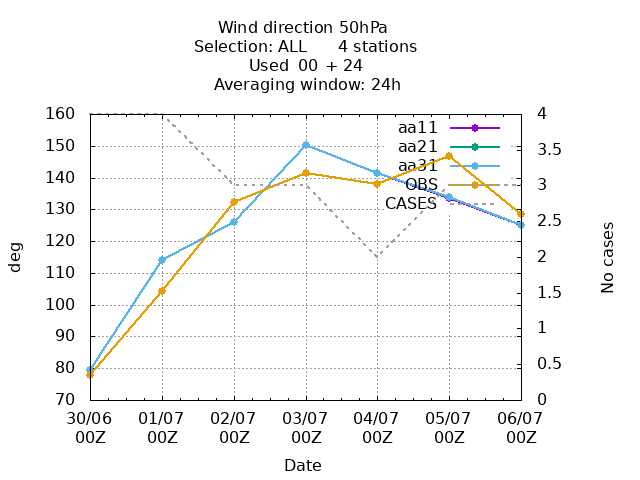 Wind direction 50hPa
Selection: ALL 4 stations
Used 00 + 24
Averaging window: 24h
160
150
140
130
120
110
100
90
80
70
deg
4
3.5
3
2.5
2
1.5
1
0.5
0
No cases
aa11
aa21
aa31
OBS
CASES
30/06 01/07 02/07 03/07 04/07 05/07 06/07
00Z 00Z 00Z 00Z 00Z 00Z 00Z
Date